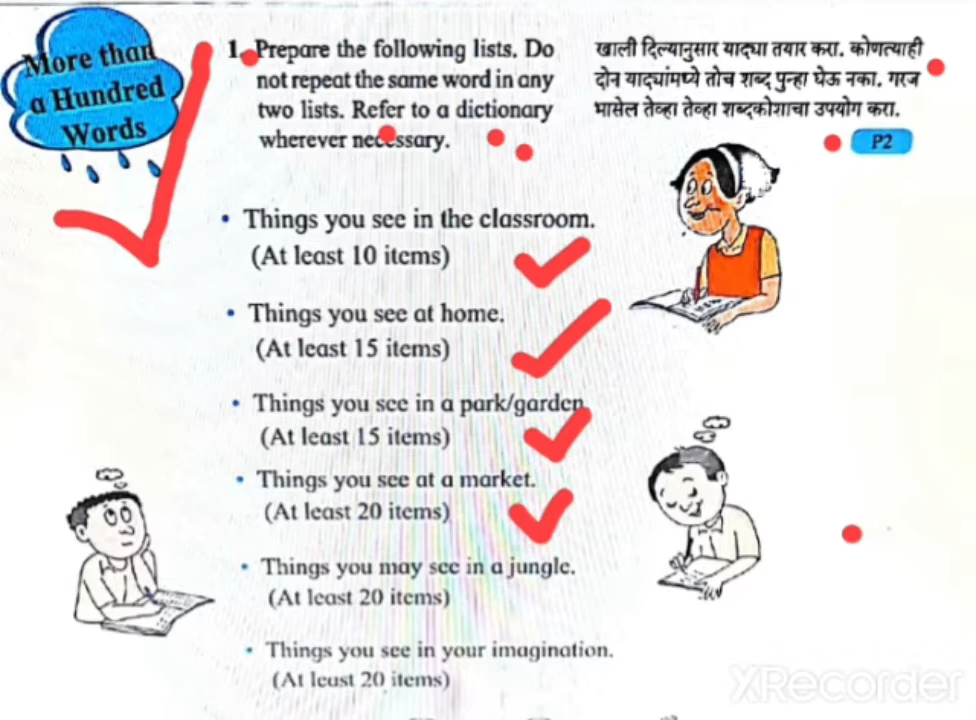 More than
a Hundred
Words
1. Prepare the following lists. Do
not repeat the same word in any
two lists. Refer to a dictionary
wherever necessary.
खाली दिल्यानुसार याद्या तयार करा. कोणत्याही
दोन याद्यांमध्ये तोच शब्द पुन्हा घेऊ नका. गरज
भासेल तेव्हा तेव्हा शब्दकोशाचा उपयोग करा.
P2
• Things you see in the classroom.
(At least 10 items)
• Things you see at home.
(At least 15 items)
• Things you see in a park/garden
(At least 15 items)
• Things you see at a market.
(At least 20 items)
• Things you may see in a jungle.
(At least 20 items)
• Things you see in your imagination.
(At least 20 items)
XRecorder